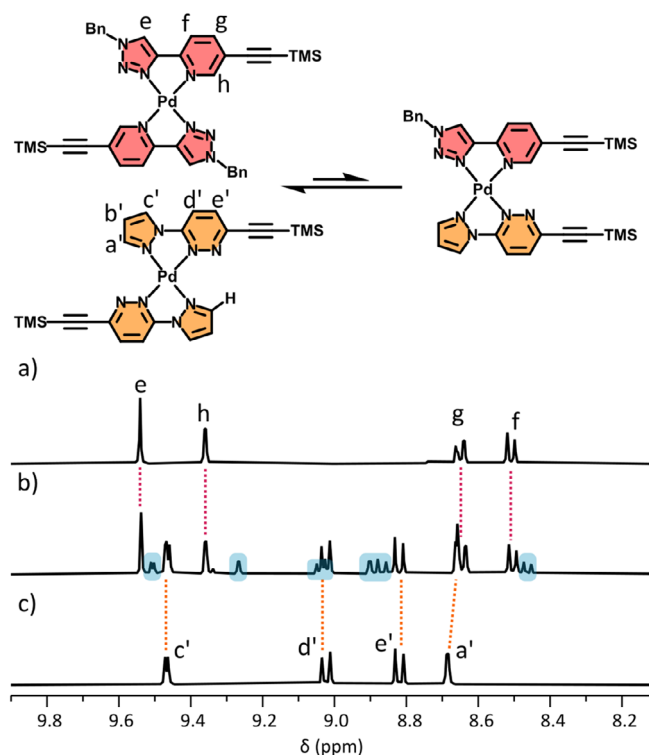 e f g
Bn N N=N N TMS h
Pd
TMS N N N=N N Bn
b' c' d' e'
a' N N N N TMS
Pd
TMS N N N N H
Bn N N=N N TMS
Pd
N N N N TMS
a)
e h g f
b)
c)
c' d' e' a'
9.8 9.6 9.4 9.2 9.0 8.8 8.6 8.4 8.2
δ (ppm)